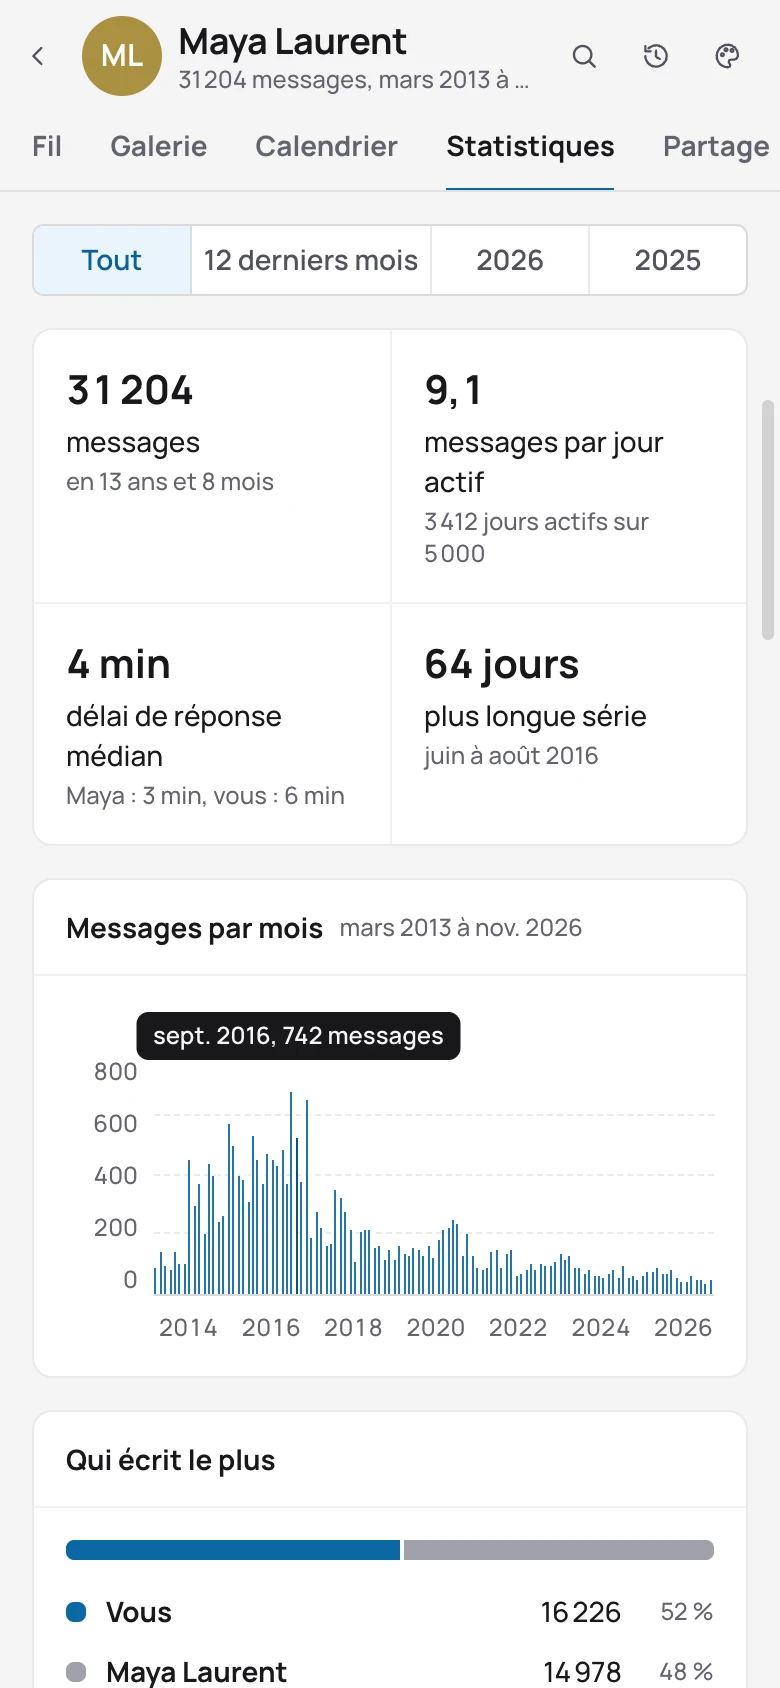 ML
Maya Laurent
31 204 messages, mars 2013 à ...
Fil Galerie Calendrier Statistiques Partage
Tout 12 derniers mois 2026 2025
31 204
messages
en 13 ans et 8 mois
9,1
messages par jour
actif
3 412 jours actifs sur
5 000
4 min
délai de réponse
médian
Maya : 3 min, vous : 6 min
64 jours
plus longue série
juin à août 2016
Messages par mois mars 2013 à nov. 2026
sept. 2016, 742 messages
800
600
400
200
0
2014 2016 2018 2020 2022 2024 2026
Qui écrit le plus
Vous 16 226 52 %
Maya Laurent 14 978 48 %